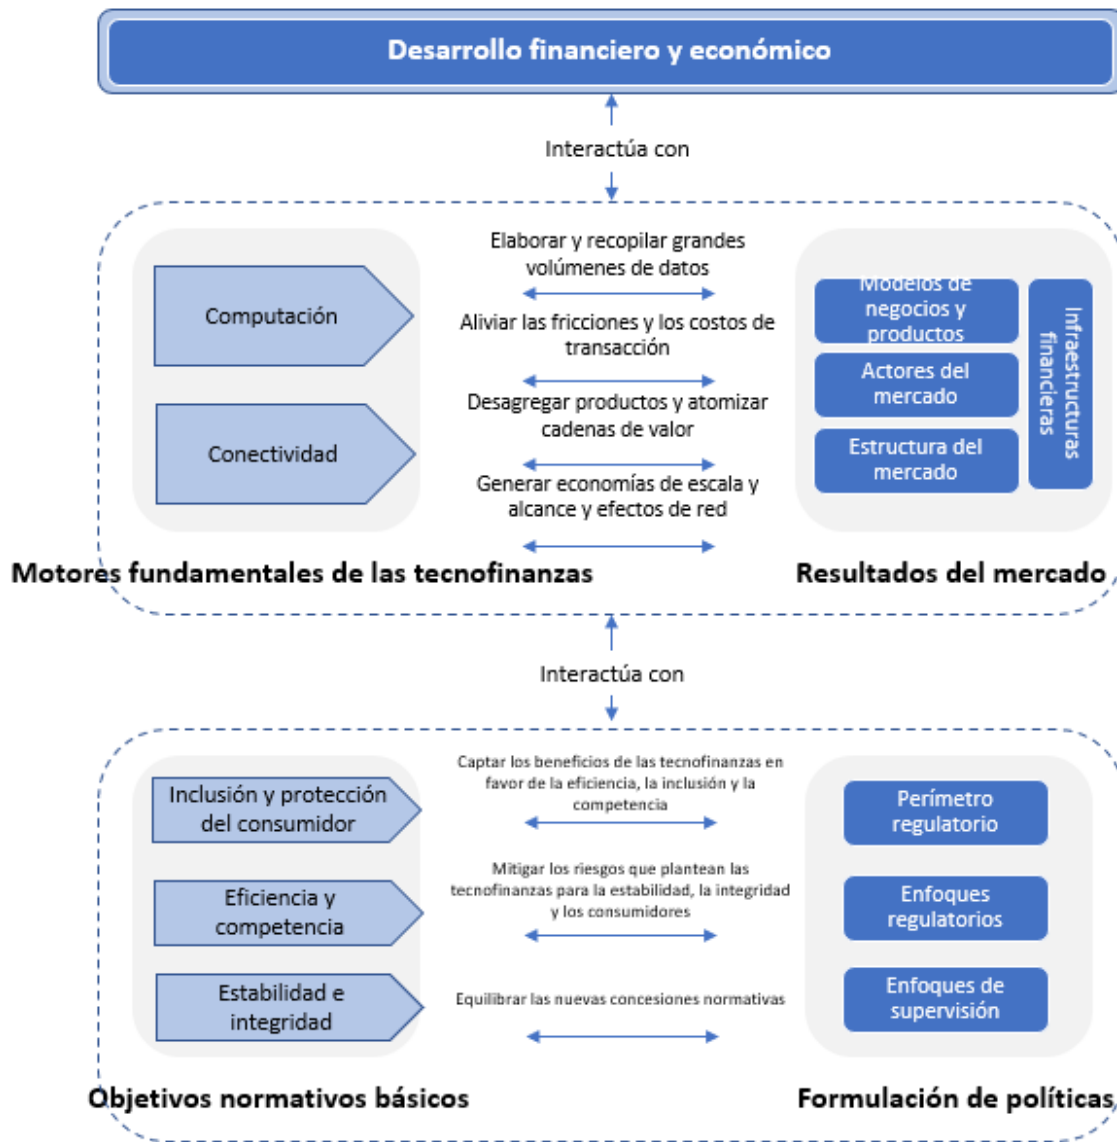 Desarrollo financiero y económico
Interactúa con
Computación
Conectividad
Motores fundamentales de las tecnofinanzas
Elaborar y recopilar grandes
volúmenes de datos
Aliviar las fricciones y los costos de
transacción
Desagregar productos y atomizar
cadenas de valor
Generar economías de escala y
alcance y efectos de red
Modelos de
negocios y
productos
Actores del
mercado
Estructura del
mercado
Infraestructuras
financieras
Resultados del mercado
Interactúa con
Inclusión y protección
del consumidor
Eficiencia y
competencia
Estabilidad e
integridad
Objetivos normativos básicos
Captar los beneficios de las tecnofinanzas en
favor de la eficiencia, la inclusión y la
competencia
Mitigar los riesgos que plantean las
tecnofinanzas para la estabilidad, la integridad
y los consumidores
Equilibrar las nuevas concesiones normativas
Perímetro
regulatorio
Enfoques
regulatorios
Enfoques de
supervisión
Formulación de políticas